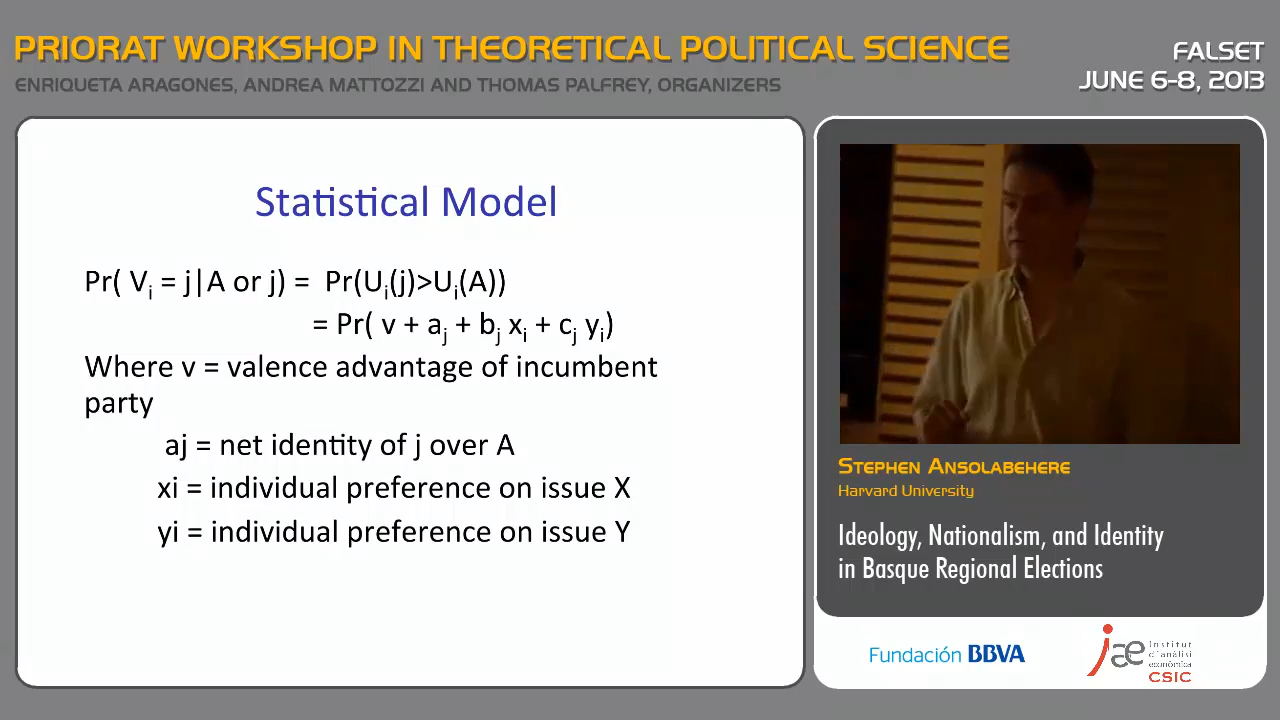 PRIORAT WORKSHOP IN THEORETICAL POLITICAL SCIENCE
ENRIQUETA ARAGONES, ANDREA MATTOZZI AND THOMAS PALFREY, ORGANIZERS
FALSET
JUNE 6-8, 2013
Statistical Model
Pr( Vi = j|A or j) = Pr(Ui(j)>Ui(A))
= Pr( v + aj + bj xi + cj yi)
Where v = valence advantage of incumbent
party
aj = net identity of j over A
xi = individual preference on issue X
yi = individual preference on issue Y
STEPHEN ANSOLABEHERE
Harvard University
Ideology, Nationalism, and Identity
in Basque Regional Elections
Fundación BBVA
iae
Institut
d'anàlisi
econòmica
CSIC